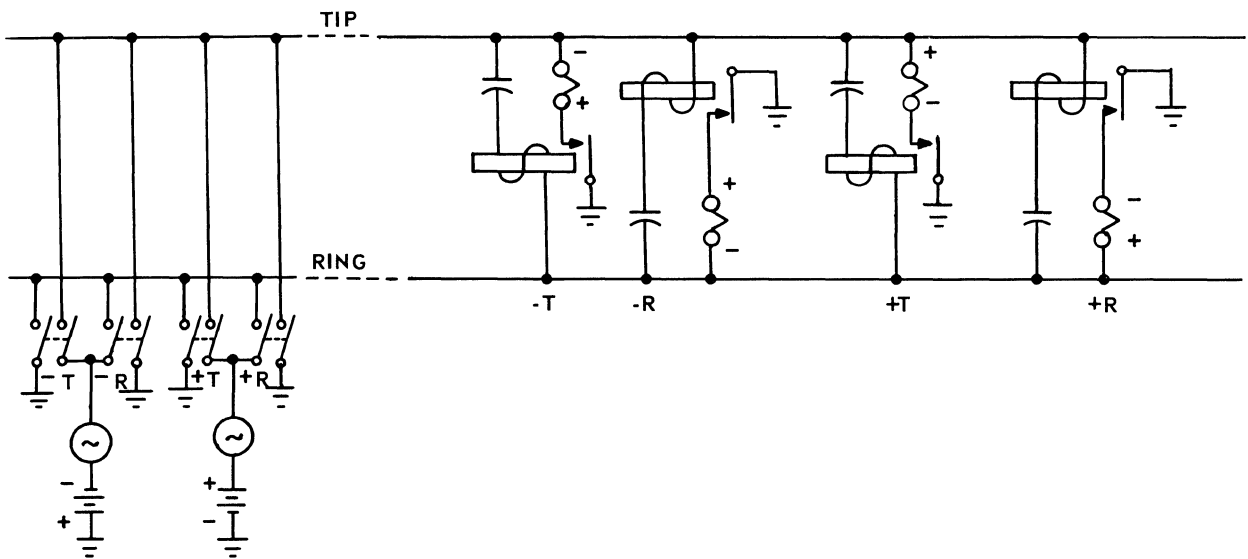 TIP
- + + -
+ - - +
RING
-T -R +T +R
- T - R + T + R
~ ~
- +
+ -